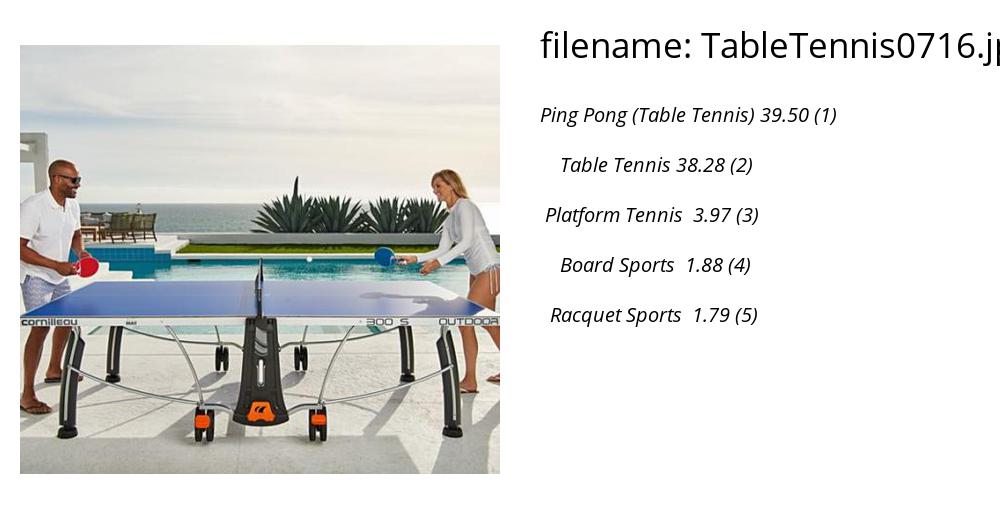 filename: TableTennis0716.jp
Ping Pong (Table Tennis) 39.50 (1)
Table Tennis 38.28 (2)
Platform Tennis 3.97 (3)
Board Sports 1.88 (4)
Racquet Sports 1.79 (5)
cornilleau 300 S OUTDOOR